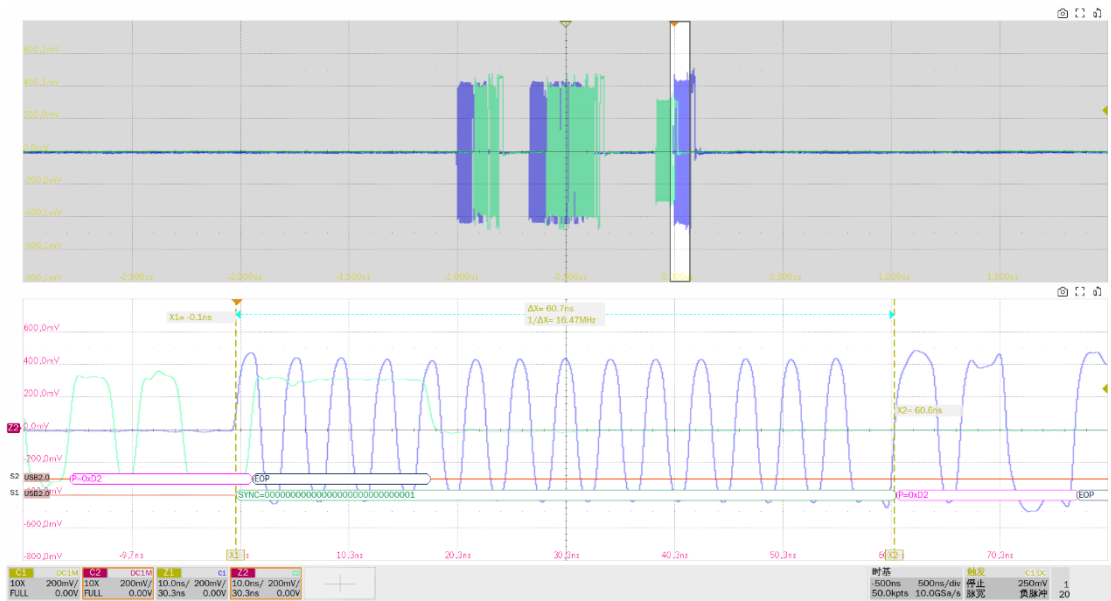 600.0mV
400.0mV
200.0mV
0.0mV
-200.0mV
-400.0mV
-600.0mV
-800.0mV
-2.000us
-1.500us
-1.000us
-0.500us
0.000us
0.500us
1.000us
1.500us
X1= -0.1ns
ΔX= 60.7ns
1/ΔX= 16.47MHz
600.0mV
400.0mV
200.0mV
X2= 60.6ns
Z2 0.0mV
-200.0mV
S2 USB2.0 P=0xD2 EOP
S1 USB2.0 SYNC=00000000000000000000000000000001 P=0xD2 EOP
-600.0mV
-800.0mV
-9.7ns X1 10.3ns 20.3ns 30.3ns 40.3ns 50.3ns X2 70.3ns
C1 DC1M C2 DC1M Z1 C1 Z2 C2
10X 200mV/ 10X 200mV/ 10.0ns/ 200mV/ 10.0ns/ 200mV/
FULL 0.00V FULL 0.00V 30.3ns 0.00V 30.3ns 0.00V
时基 触发 C1 DC
-500ns 500ns/div 停止 250mV 1
50.0kpts 10.0GSa/s 脉宽 负脉冲 20